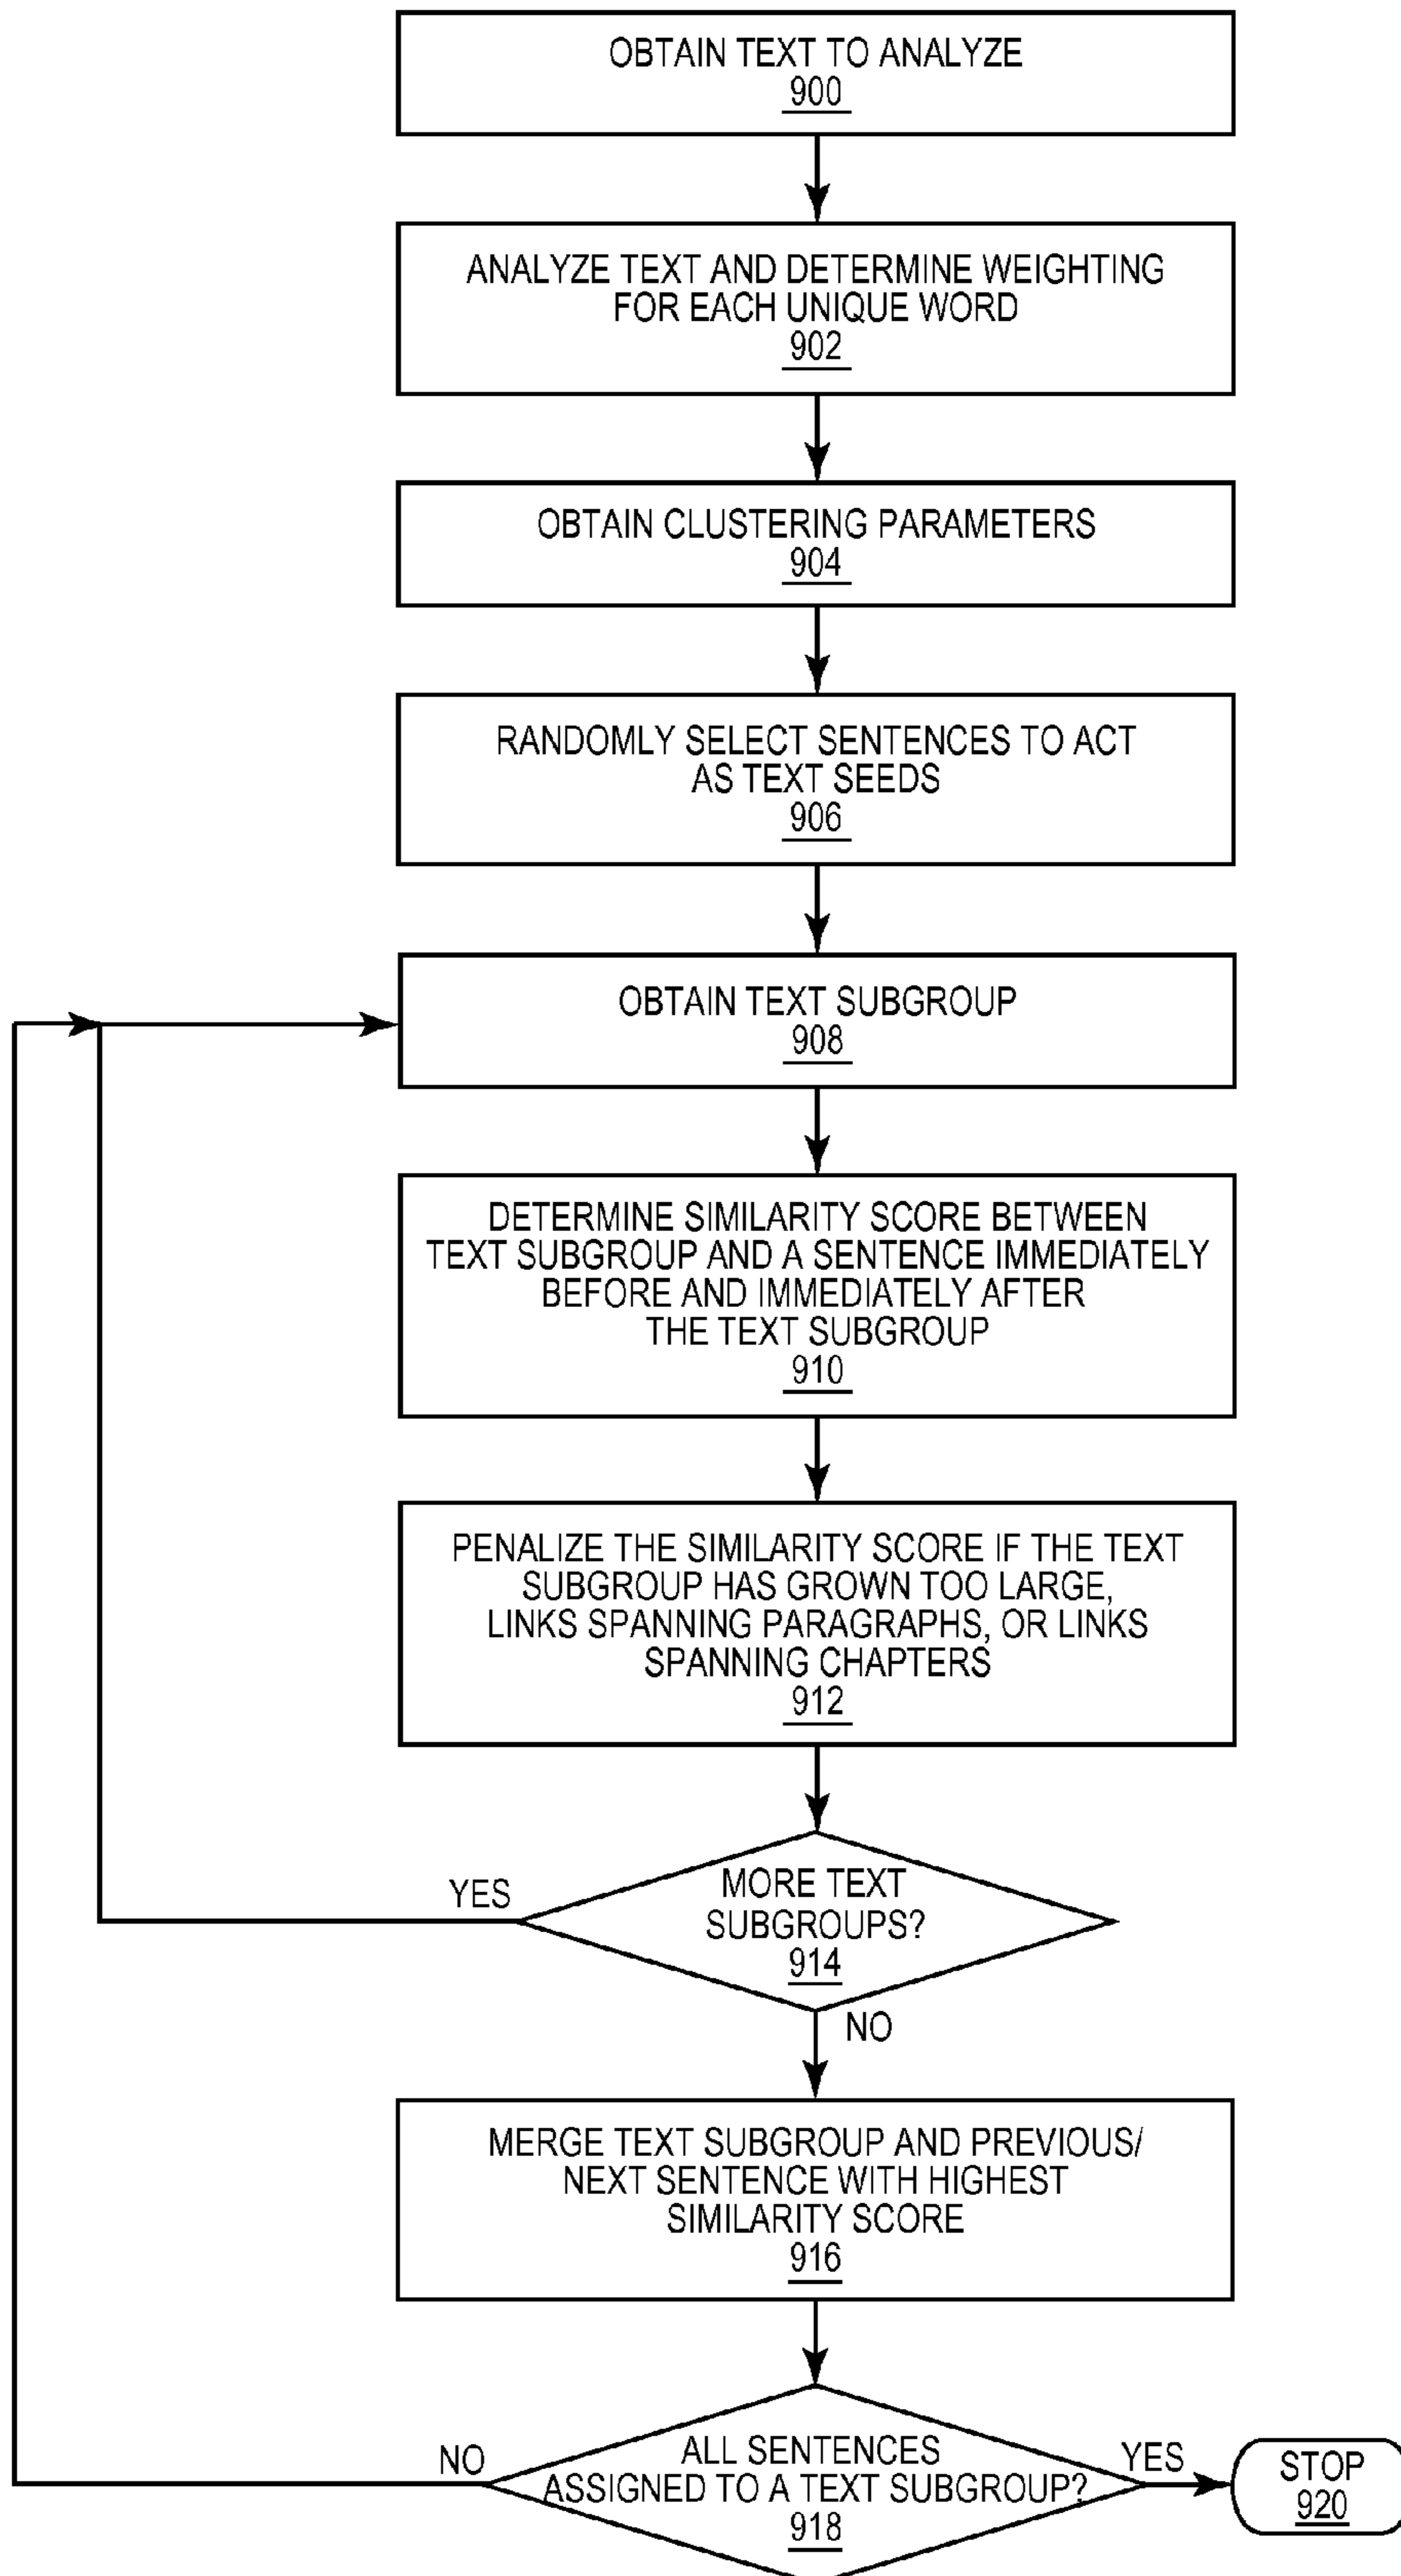 OBTAIN TEXT TO ANALYZE
900
ANALYZE TEXT AND DETERMINE WEIGHTING
FOR EACH UNIQUE WORD
902
OBTAIN CLUSTERING PARAMETERS
904
RANDOMLY SELECT SENTENCES TO ACT
AS TEXT SEEDS
906
OBTAIN TEXT SUBGROUP
908
DETERMINE SIMILARITY SCORE BETWEEN
TEXT SUBGROUP AND A SENTENCE IMMEDIATELY
BEFORE AND IMMEDIATELY AFTER
THE TEXT SUBGROUP
910
PENALIZE THE SIMILARITY SCORE IF THE TEXT
SUBGROUP HAS GROWN TOO LARGE,
LINKS SPANNING PARAGRAPHS, OR LINKS
SPANNING CHAPTERS
912
YES
MORE TEXT
SUBGROUPS?
914
NO
MERGE TEXT SUBGROUP AND PREVIOUS/
NEXT SENTENCE WITH HIGHEST
SIMILARITY SCORE
916
NO
ALL SENTENCES
ASSIGNED TO A TEXT SUBGROUP?
918
YES
STOP
920